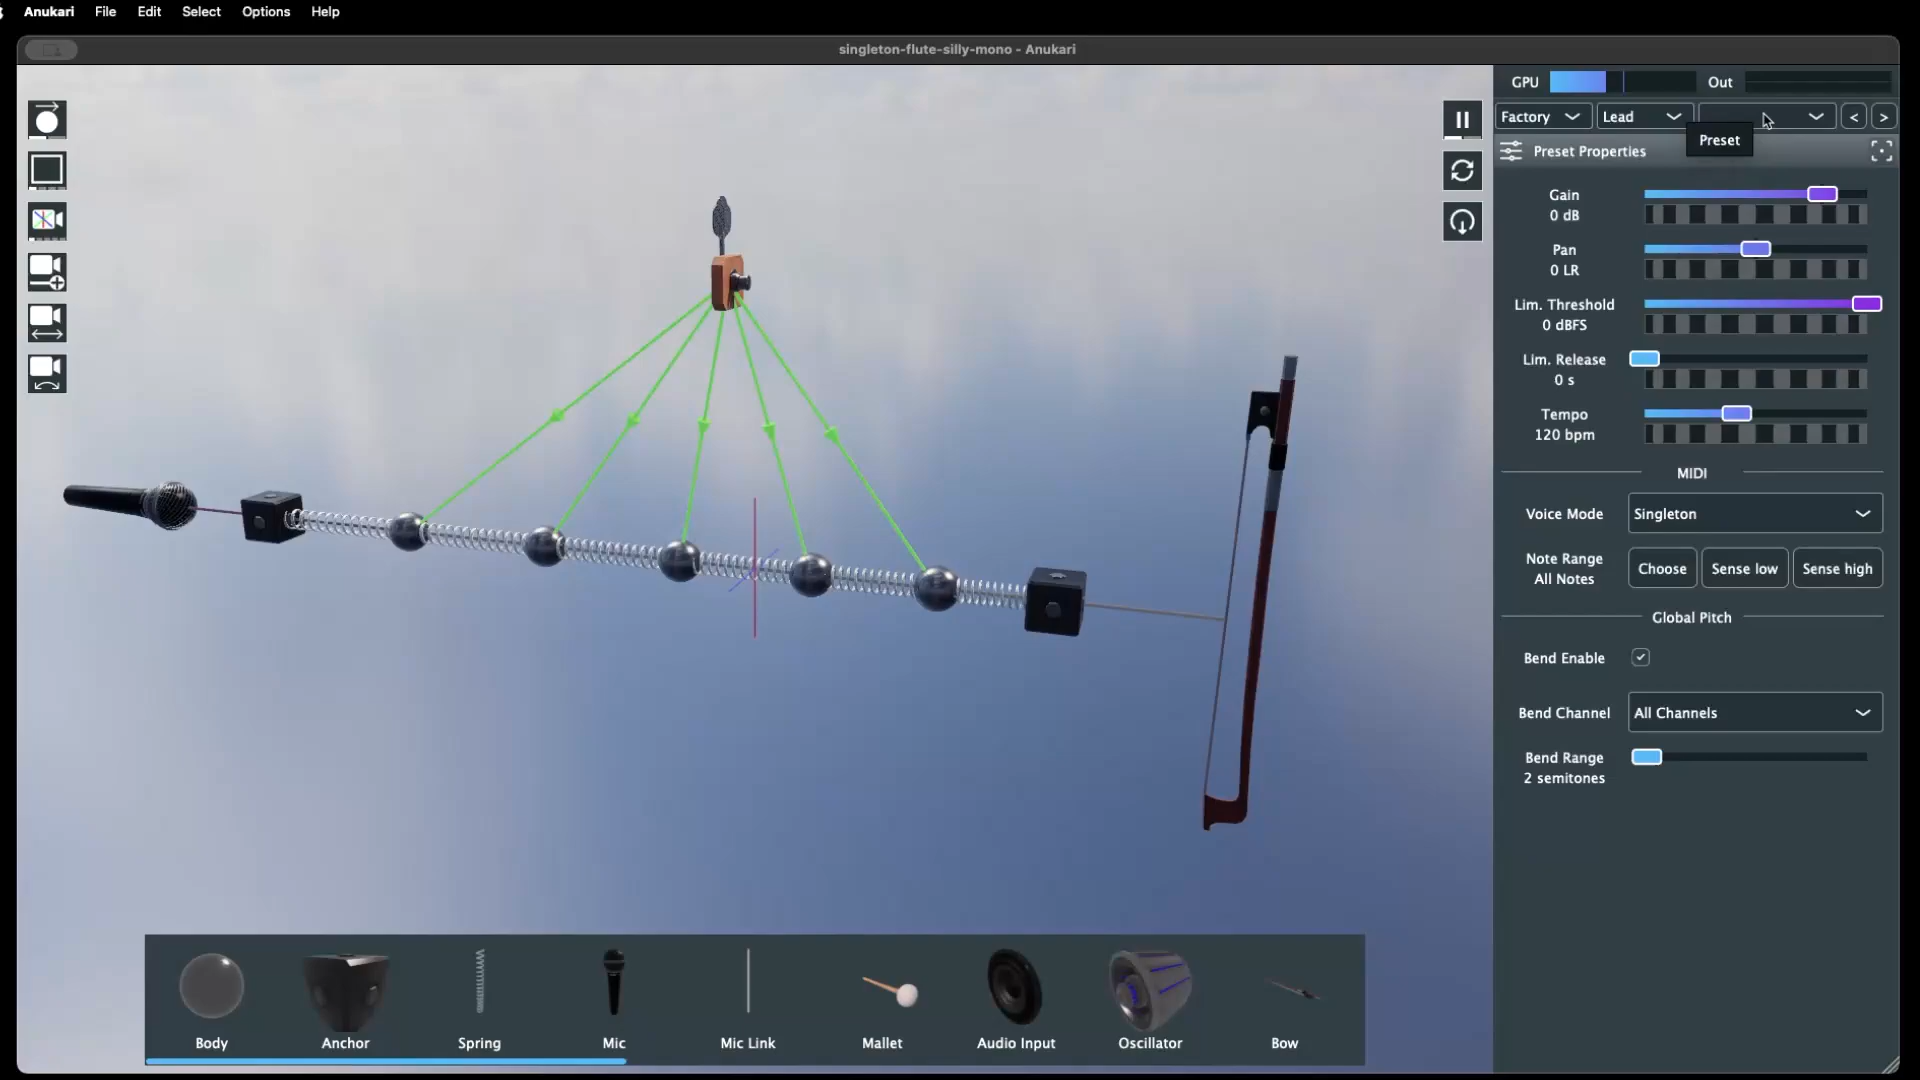 Anukari File Edit Select Options Help
singleton-flute-silly-mono - Anukari
GPU Out
Factory Lead < >
Preset
Preset Properties
Gain
0 dB
Pan
0 LR
Lim. Threshold
0 dBFS
Lim. Release
0 s
Tempo
120 bpm
MIDI
Voice Mode Singleton
Note Range
All Notes
Choose Sense low Sense high
Global Pitch
Bend Enable
Bend Channel All Channels
Bend Range
2 semitones
Body Anchor Spring Mic Mic Link Mallet Audio Input Oscillator Bow